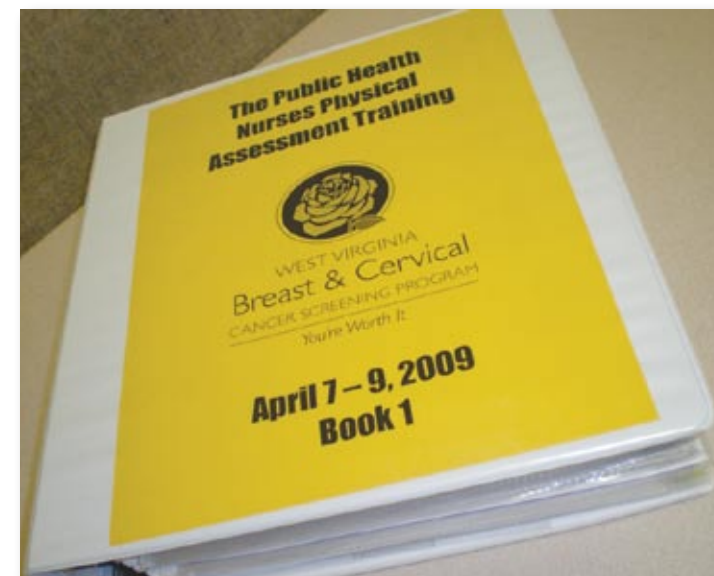 The Public Health
Nurses Physical
Assessment Training
WEST VIRGINIA
Breast & Cervical
CANCER SCREENING PROGRAM
You're Worth It
April 7 – 9, 2009
Book 1